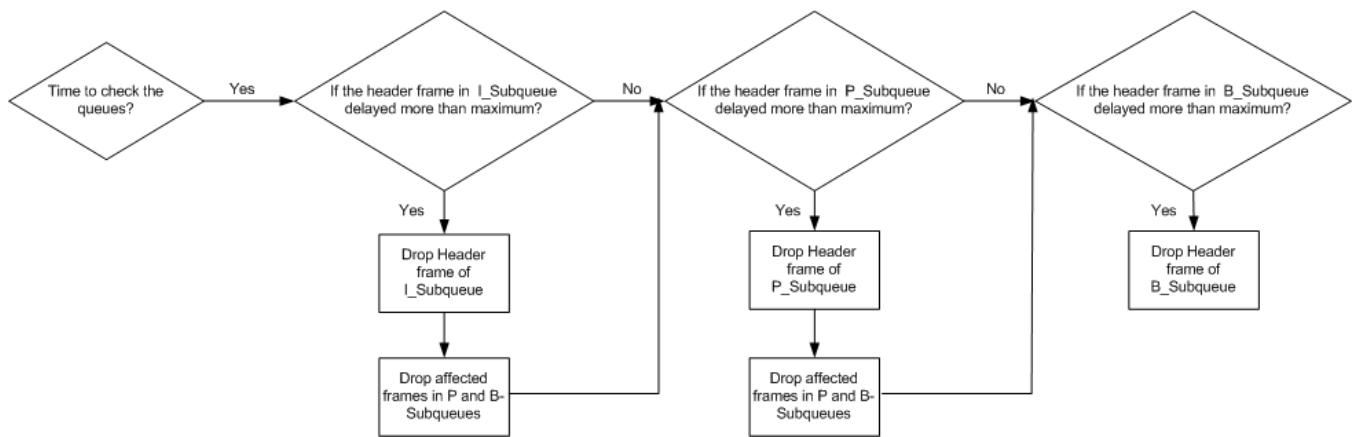 Time to check the
queues?
Yes
If the header frame in I_Subqueue
delayed more than maximum?
No
If the header frame in P_Subqueue
delayed more than maximum?
No
If the header frame in B_Subqueue
delayed more than maximum?
Yes
Drop Header
frame of
I_Subqueue
Drop affected
frames in P and B-
Subqueues
Yes
Drop Header
frame of
P_Subqueue
Drop affected
frames in P and B-
Subqueues
Yes
Drop Header
frame of
B_Subqueue